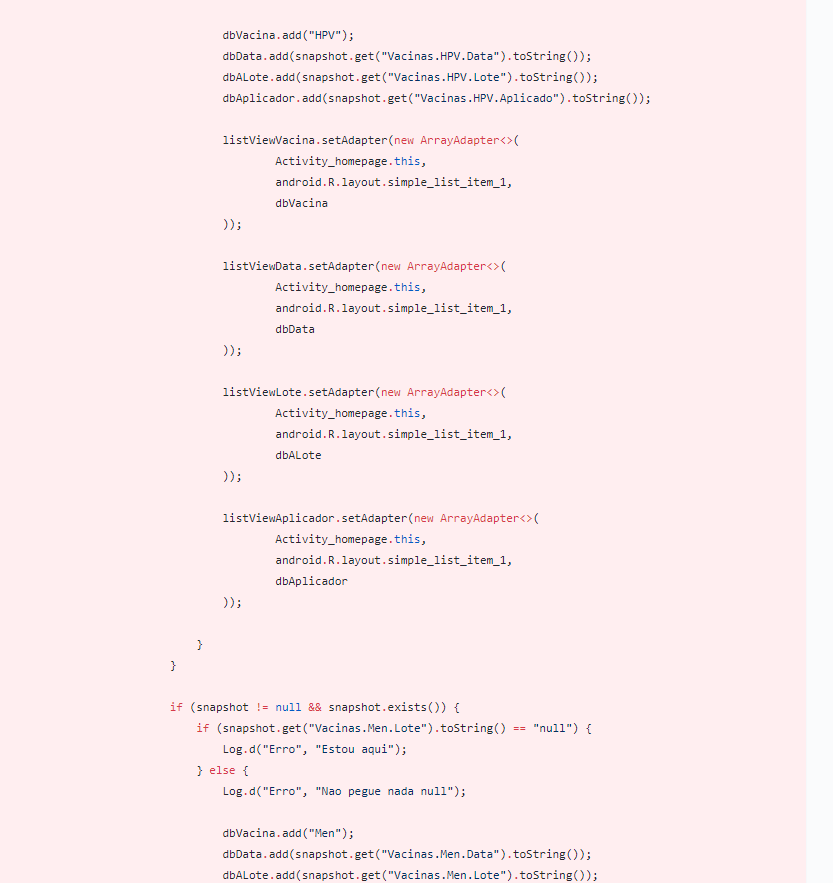 dbVacina.add("HPV");
dbData.add(snapshot.get("Vacinas.HPV.Data").toString());
dbALote.add(snapshot.get("Vacinas.HPV.Lote").toString());
dbAplicador.add(snapshot.get("Vacinas.HPV.Aplicado").toString());
listViewVacina.setAdapter(new ArrayAdapter<>(
Activity_homepage.this,
android.R.layout.simple_list_item_1,
dbVacina
));
listViewData.setAdapter(new ArrayAdapter<>(
Activity_homepage.this,
android.R.layout.simple_list_item_1,
dbData
));
listViewLote.setAdapter(new ArrayAdapter<>(
Activity_homepage.this,
android.R.layout.simple_list_item_1,
dbALote
));
listViewAplicador.setAdapter(new ArrayAdapter<>(
Activity_homepage.this,
android.R.layout.simple_list_item_1,
dbAplicador
));
}
}
if (snapshot != null && snapshot.exists()) {
if (snapshot.get("Vacinas.Men.Lote").toString() == "null") {
Log.d("Erro", "Estou aqui");
} else {
Log.d("Erro", "Nao pegue nada null");
dbVacina.add("Men");
dbData.add(snapshot.get("Vacinas.Men.Data").toString());
dbALote.add(snapshot.get("Vacinas.Men.Lote").toString());